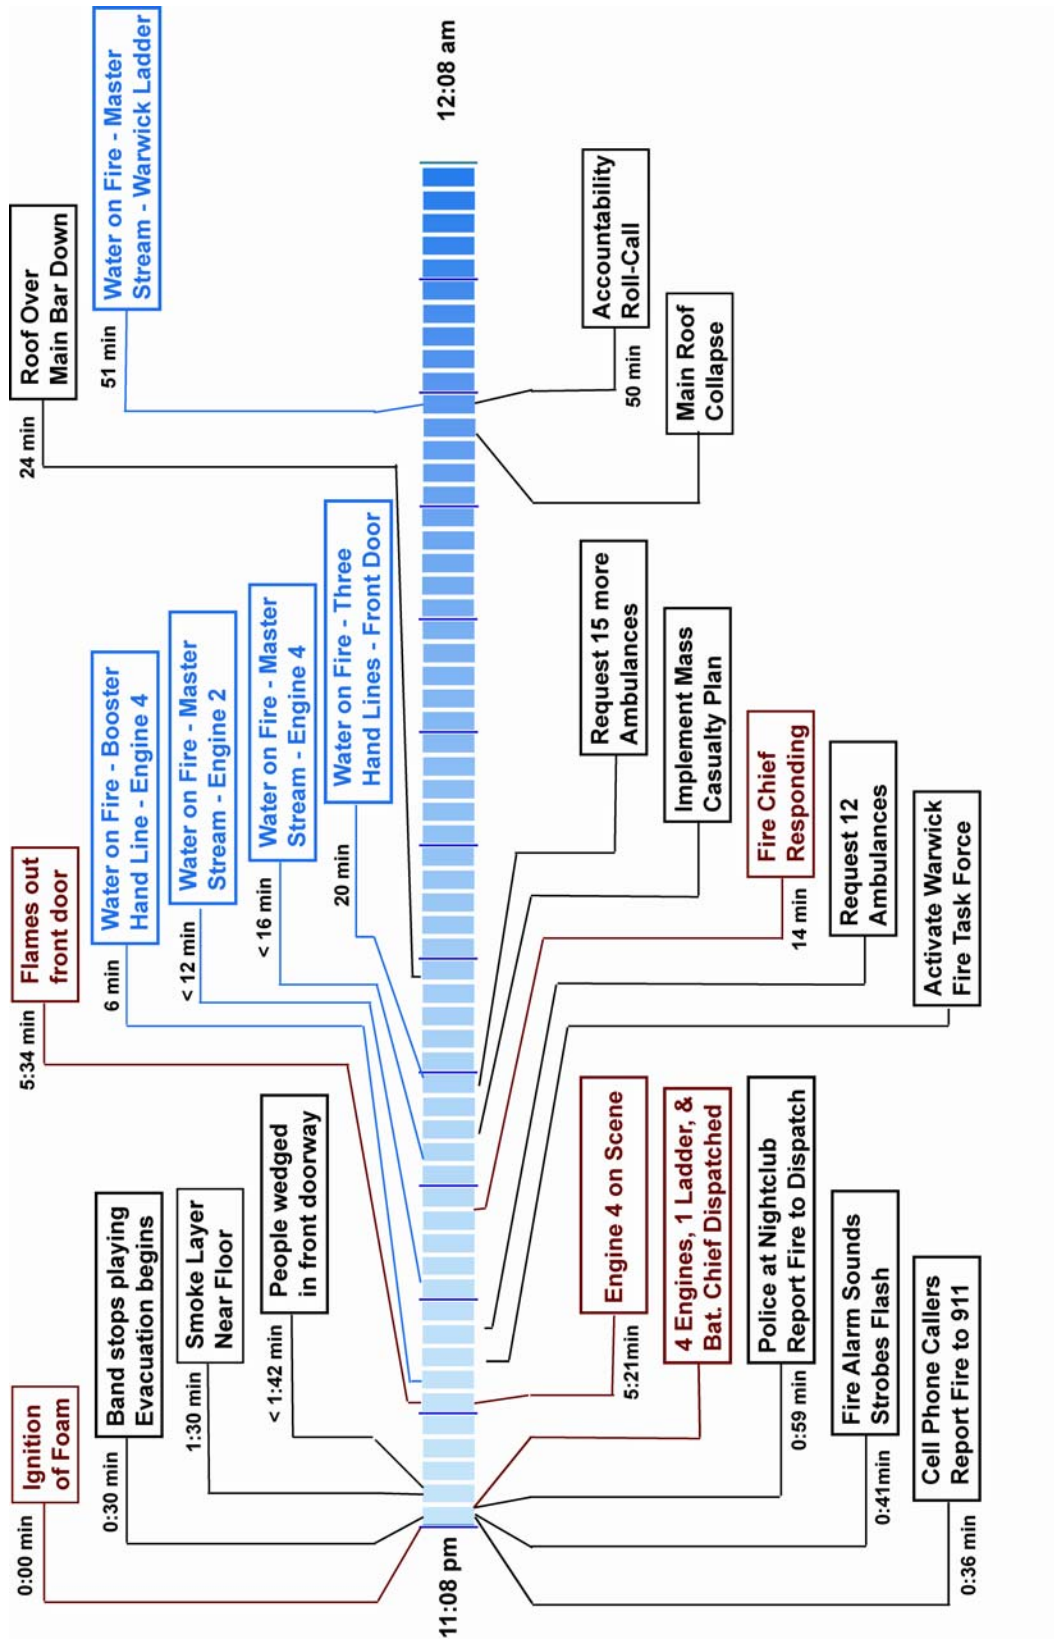 0:00 min
Ignition
of Foam
5:34 min
Flames out
front door
24 min
Roof Over
Main Bar Down
0:30 min
Band stops playing
Evacuation begins
6 min
Water on Fire - Booster
Hand Line - Engine 4
51 min
Water on Fire - Master
Stream - Warwick Ladder
1:30 min
Smoke Layer
Near Floor
< 12 min
Water on Fire - Master
Stream - Engine 2
< 1:42 min
People wedged
in front doorway
< 16 min
Water on Fire - Master
Stream - Engine 4
20 min
Water on Fire - Three
Hand Lines - Front Door
11:08 pm
12:08 am
5:21min
Engine 4 on Scene
Request 15 more
Ambulances
50 min
Accountability
Roll-Call
4 Engines, 1 Ladder, &
Bat. Chief Dispatched
Implement Mass
Casualty Plan
Main Roof
Collapse
0:59 min
Police at Nightclub
Report Fire to Dispatch
14 min
Fire Chief
Responding
0:41min
Fire Alarm Sounds
Strobes Flash
Request 12
Ambulances
0:36 min
Cell Phone Callers
Report Fire to 911
Activate Warwick
Fire Task Force